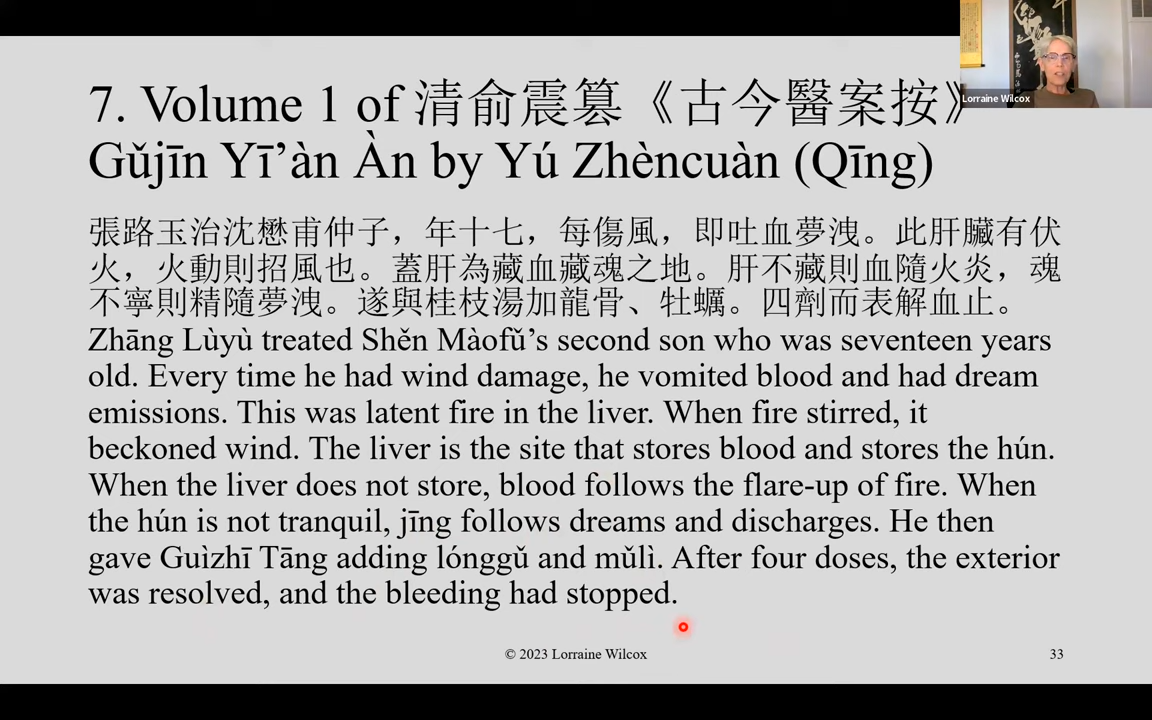 7. Volume 1 of 清俞震篡《古今醫案按》
Lorraine Wilcox
Gǔjīn Yī’àn Àn by Yú Zhèncuàn (Qīng)
張路玉治沈懋甫仲子，年十七，每傷風，即吐血夢洩。此肝臟有伏
火，火動則招風也。蓋肝為藏血藏魂之地。肝不藏則血隨火炎，魂
不寧則精隨夢洩。遂與桂枝湯加龍骨、牡蠣。四劑而表解血止。
Zhāng Lùyù treated Shěn Màofǔ’s second son who was seventeen years
old. Every time he had wind damage, he vomited blood and had dream
emissions. This was latent fire in the liver. When fire stirred, it
beckoned wind. The liver is the site that stores blood and stores the hún.
When the liver does not store, blood follows the flare-up of fire. When
the hún is not tranquil, jīng follows dreams and discharges. He then
gave Guìzhī Tāng adding lónggǔ and mǔlì. After four doses, the exterior
was resolved, and the bleeding had stopped.
© 2023 Lorraine Wilcox
33